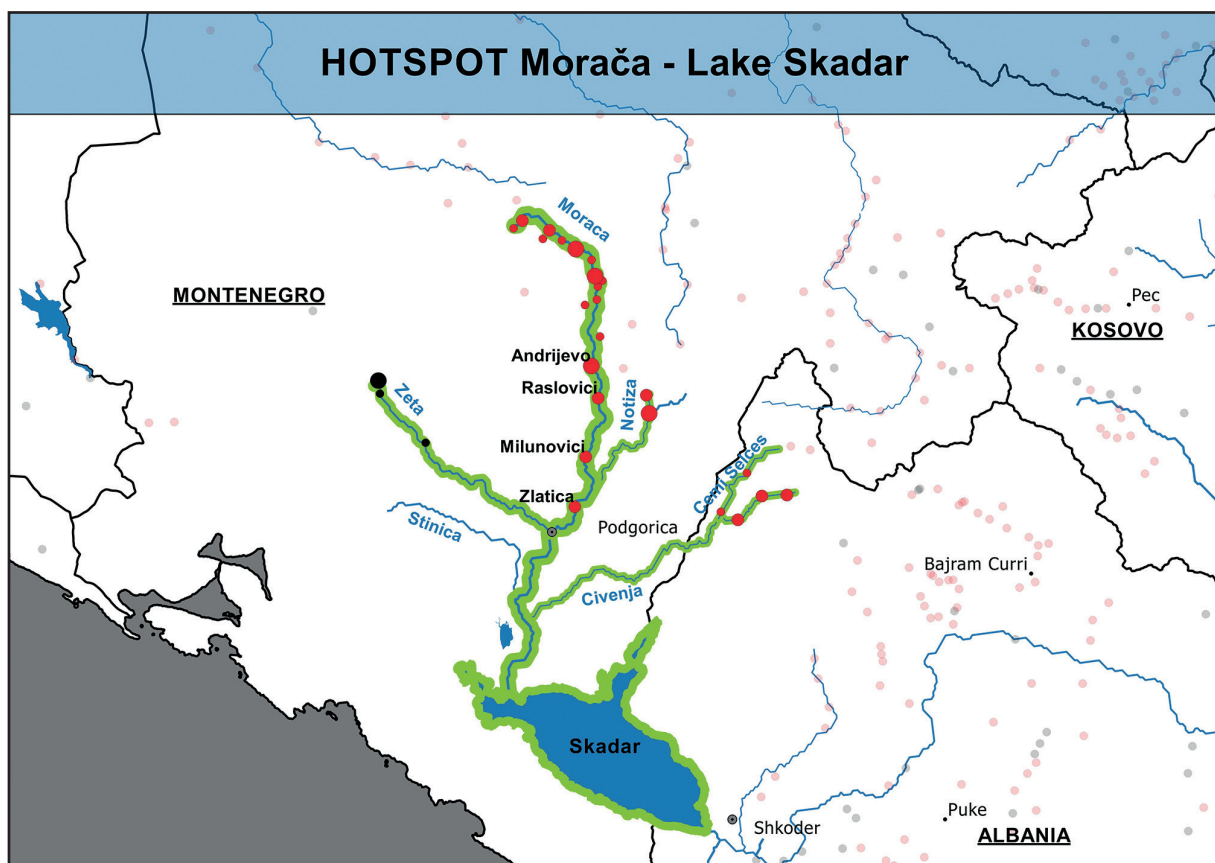 HOTSPOT Morača - Lake Skadar
Moraca
MONTENEGRO
Pec
KOSOVO
Andrijevo
Raslovici
Zeta
Notiza
Milunovici
Cemi Selces
Zlatica
Stinica
Podgorica
Bajram Curri
Civenja
Skadar
Shkoder
Puke
ALBANIA